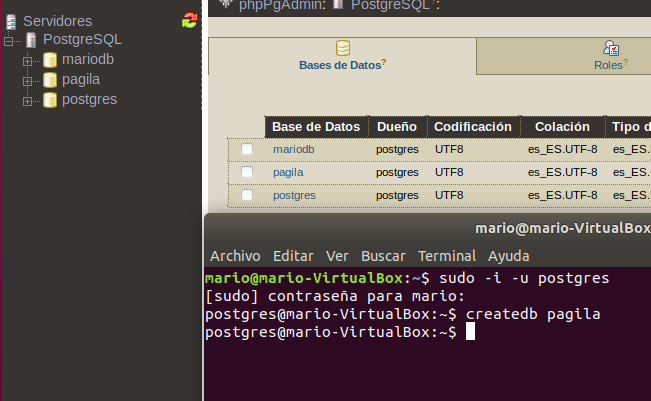 Servidores
PostgreSQL
mariodb
pagila
postgres
phpPgAdmin: PostgreSQL?:
Bases de Datos? Roles?
Base de Datos Dueño Codificación Colación Tipo d
mariodb postgres UTF8 es_ES.UTF-8 es_ES.U
pagila postgres UTF8 es_ES.UTF-8 es_ES.U
postgres postgres UTF8 es_ES.UTF-8 es_ES.U
mario@mario-VirtualBox
Archivo Editar Ver Buscar Terminal Ayuda
mario@mario-VirtualBox:~$ sudo -i -u postgres
[sudo] contraseña para mario:
postgres@mario-VirtualBox:~$ createdb pagila
postgres@mario-VirtualBox:~$